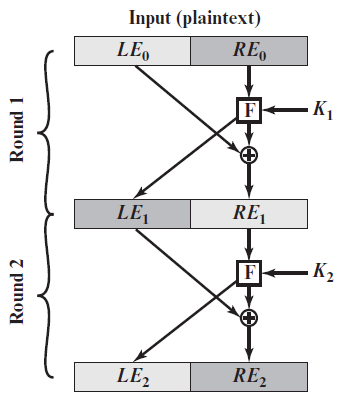 Input (plaintext)
LE0 RE0
Round 1
F K1
LE1 RE1
Round 2
F K2
LE2 RE2